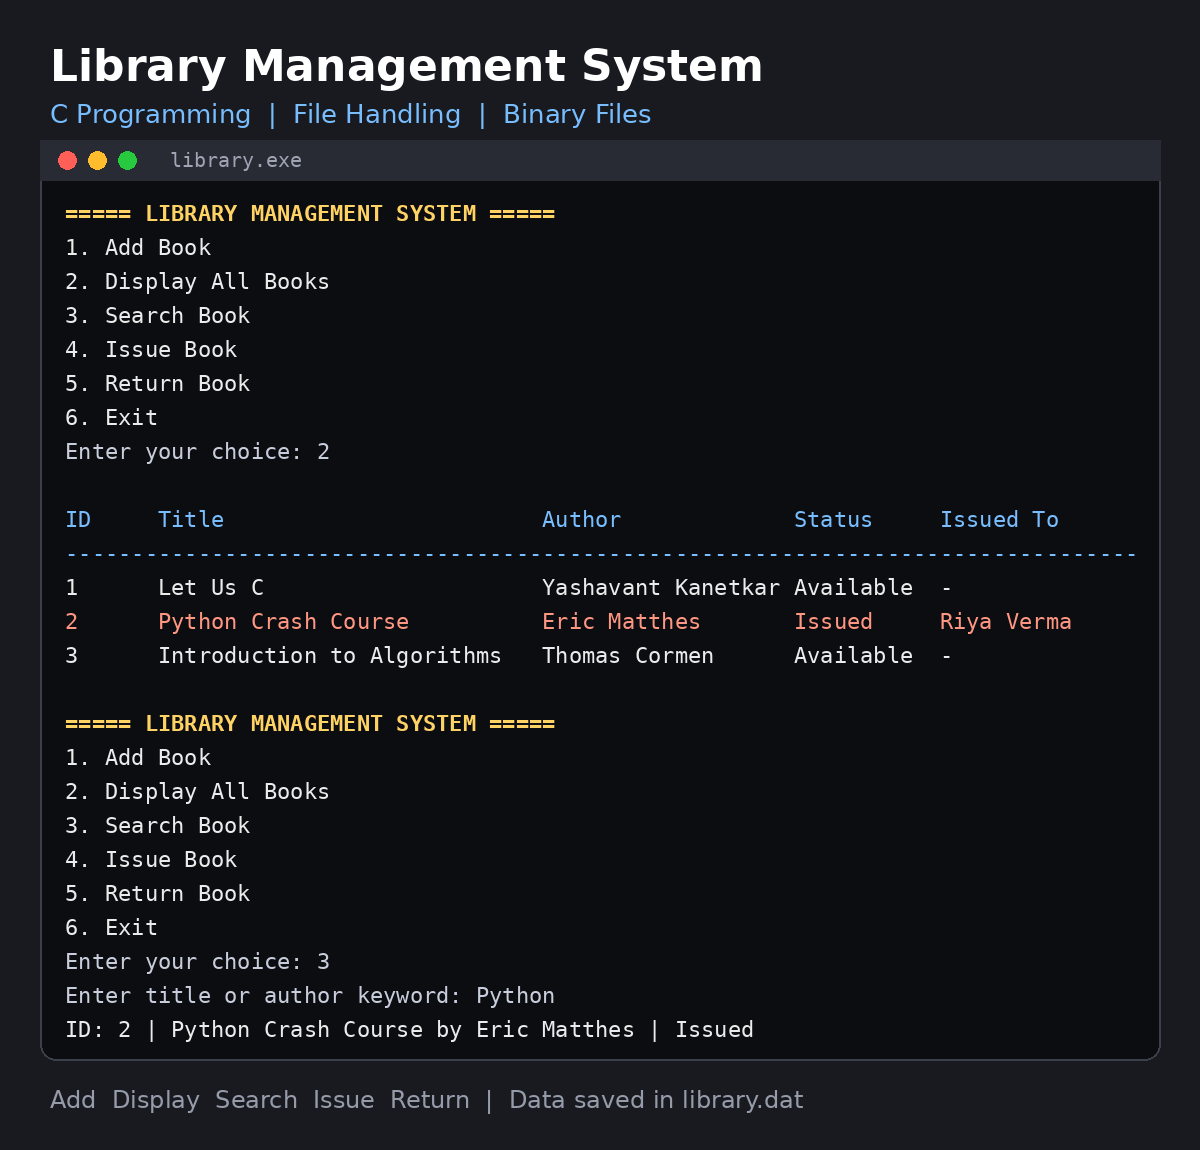 Library Management System
C Programming | File Handling | Binary Files
library.exe
===== LIBRARY MANAGEMENT SYSTEM =====
1. Add Book
2. Display All Books
3. Search Book
4. Issue Book
5. Return Book
6. Exit
Enter your choice: 2
ID Title Author Status Issued To
---------------------------------------------------------------------------------
1 Let Us C Yashavant Kanetkar Available -
2 Python Crash Course Eric Matthes Issued Riya Verma
3 Introduction to Algorithms Thomas Cormen Available -
===== LIBRARY MANAGEMENT SYSTEM =====
1. Add Book
2. Display All Books
3. Search Book
4. Issue Book
5. Return Book
6. Exit
Enter your choice: 3
Enter title or author keyword: Python
ID: 2 | Python Crash Course by Eric Matthes | Issued
Add Display Search Issue Return | Data saved in library.dat